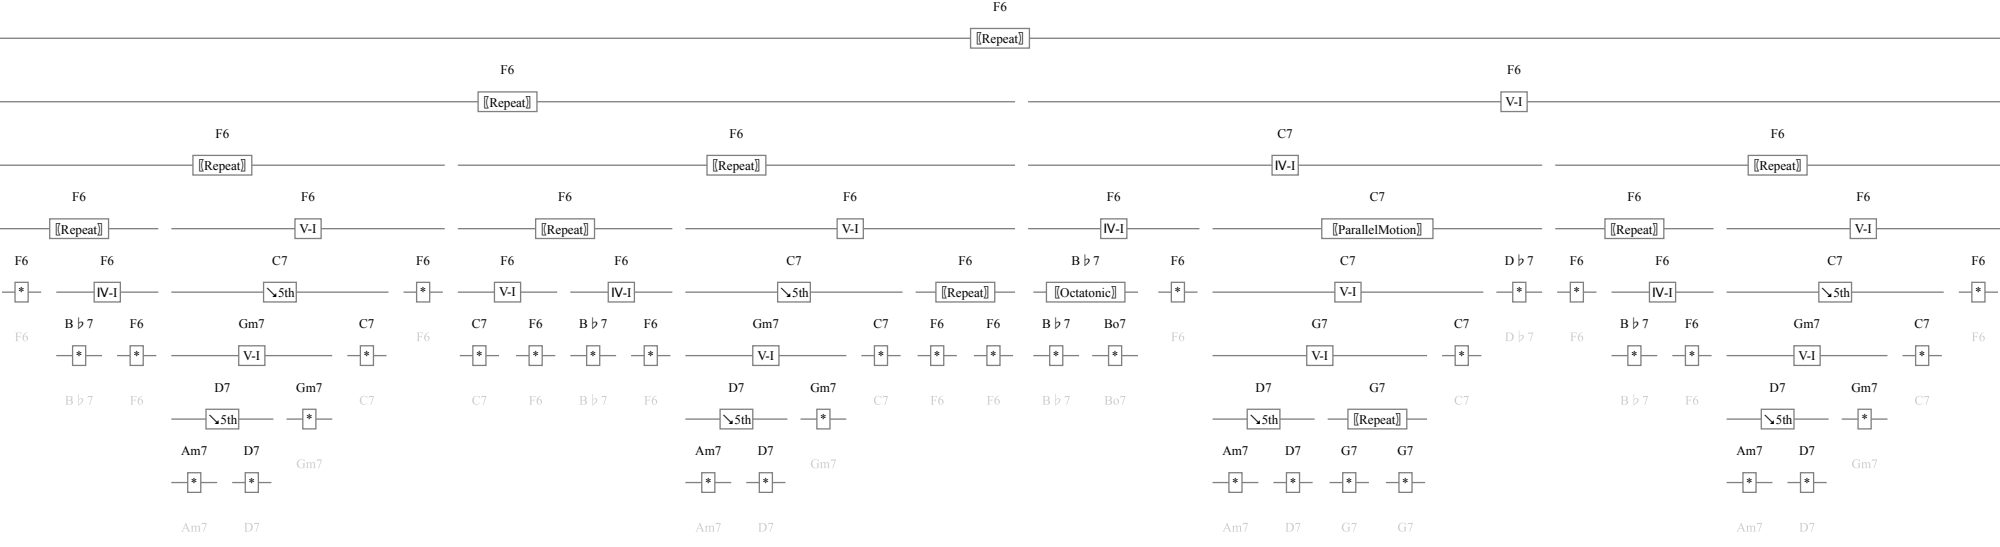 F6
⟦Repeat⟧
F6 F6
⟦Repeat⟧ V-I
F6 F6 C7 F6
⟦Repeat⟧ ⟦Repeat⟧ IV-I ⟦Repeat⟧
F6 F6 F6 F6 F6 C7 F6 F6
⟦Repeat⟧ V-I ⟦Repeat⟧ V-I IV-I ⟦ParallelMotion⟧ ⟦Repeat⟧ V-I
F6 F6 C7 F6 F6 F6 C7 F6 B♭7 F6 C7 D♭7 F6 F6 C7 F6
* IV-I ↘5th * V-I IV-I ↘5th ⟦Repeat⟧ ⟦Octatonic⟧ * V-I * * IV-I ↘5th *
B♭7 F6 Gm7 C7 C7 F6 B♭7 F6 Gm7 C7 F6 F6 B♭7 Bo7 G7 C7 B♭7 F6 Gm7 C7
F6 F6 F6 D♭7 F6 F6
* * V-I * * * * * V-I * * * * * V-I * * * V-I *
D7 Gm7 D7 Gm7 D7 G7 D7 Gm7
B♭7 F6 C7 C7 F6 B♭7 F6 C7 F6 F6 B♭7 Bo7 C7 B♭7 F6 C7
↘5th * ↘5th * ↘5th ⟦Repeat⟧ ↘5th *
Am7 D7 Am7 D7 Am7 D7 G7 G7 Am7 D7
Gm7 Gm7 Gm7
* * * * * * * * * *
Am7 D7 Am7 D7 Am7 D7 G7 G7 Am7 D7